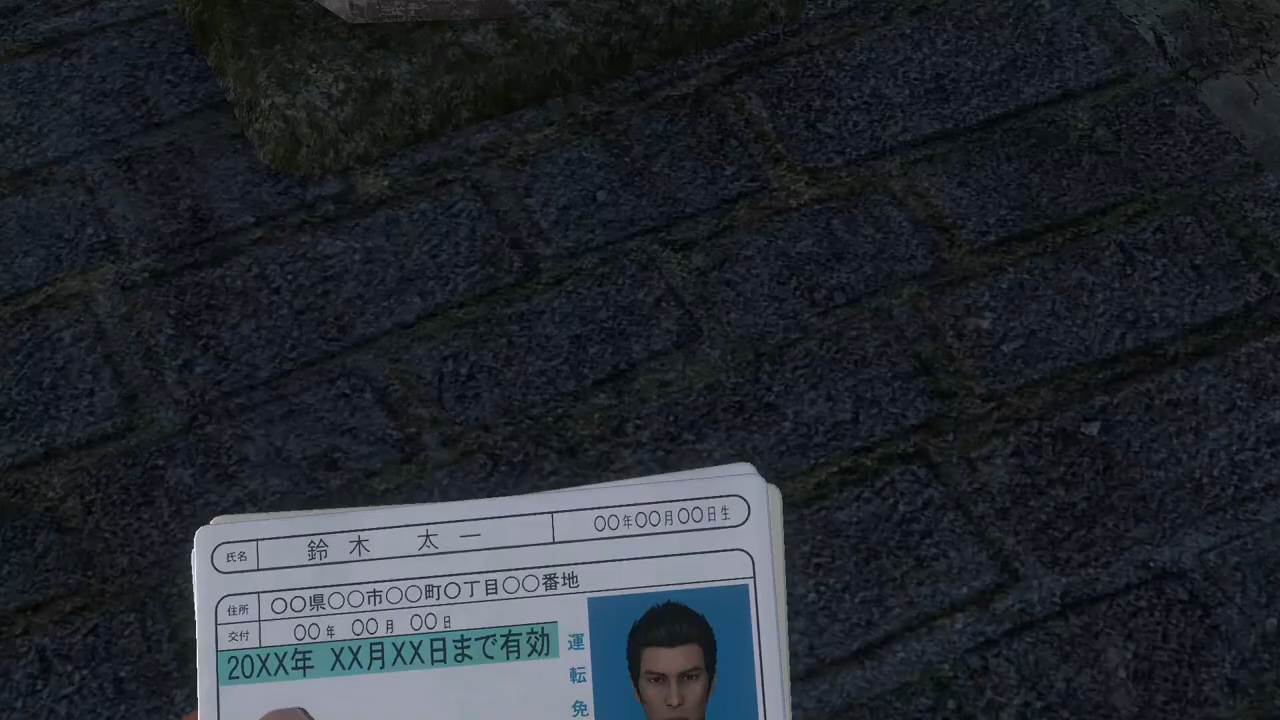 氏名 鈴木 太一 〇〇年〇〇月〇〇日生
住所 〇〇県〇〇市〇〇町〇丁目〇〇番地
交付 〇〇年 〇〇月 〇〇日
20XX年 XX月XX日まで有効
運転免